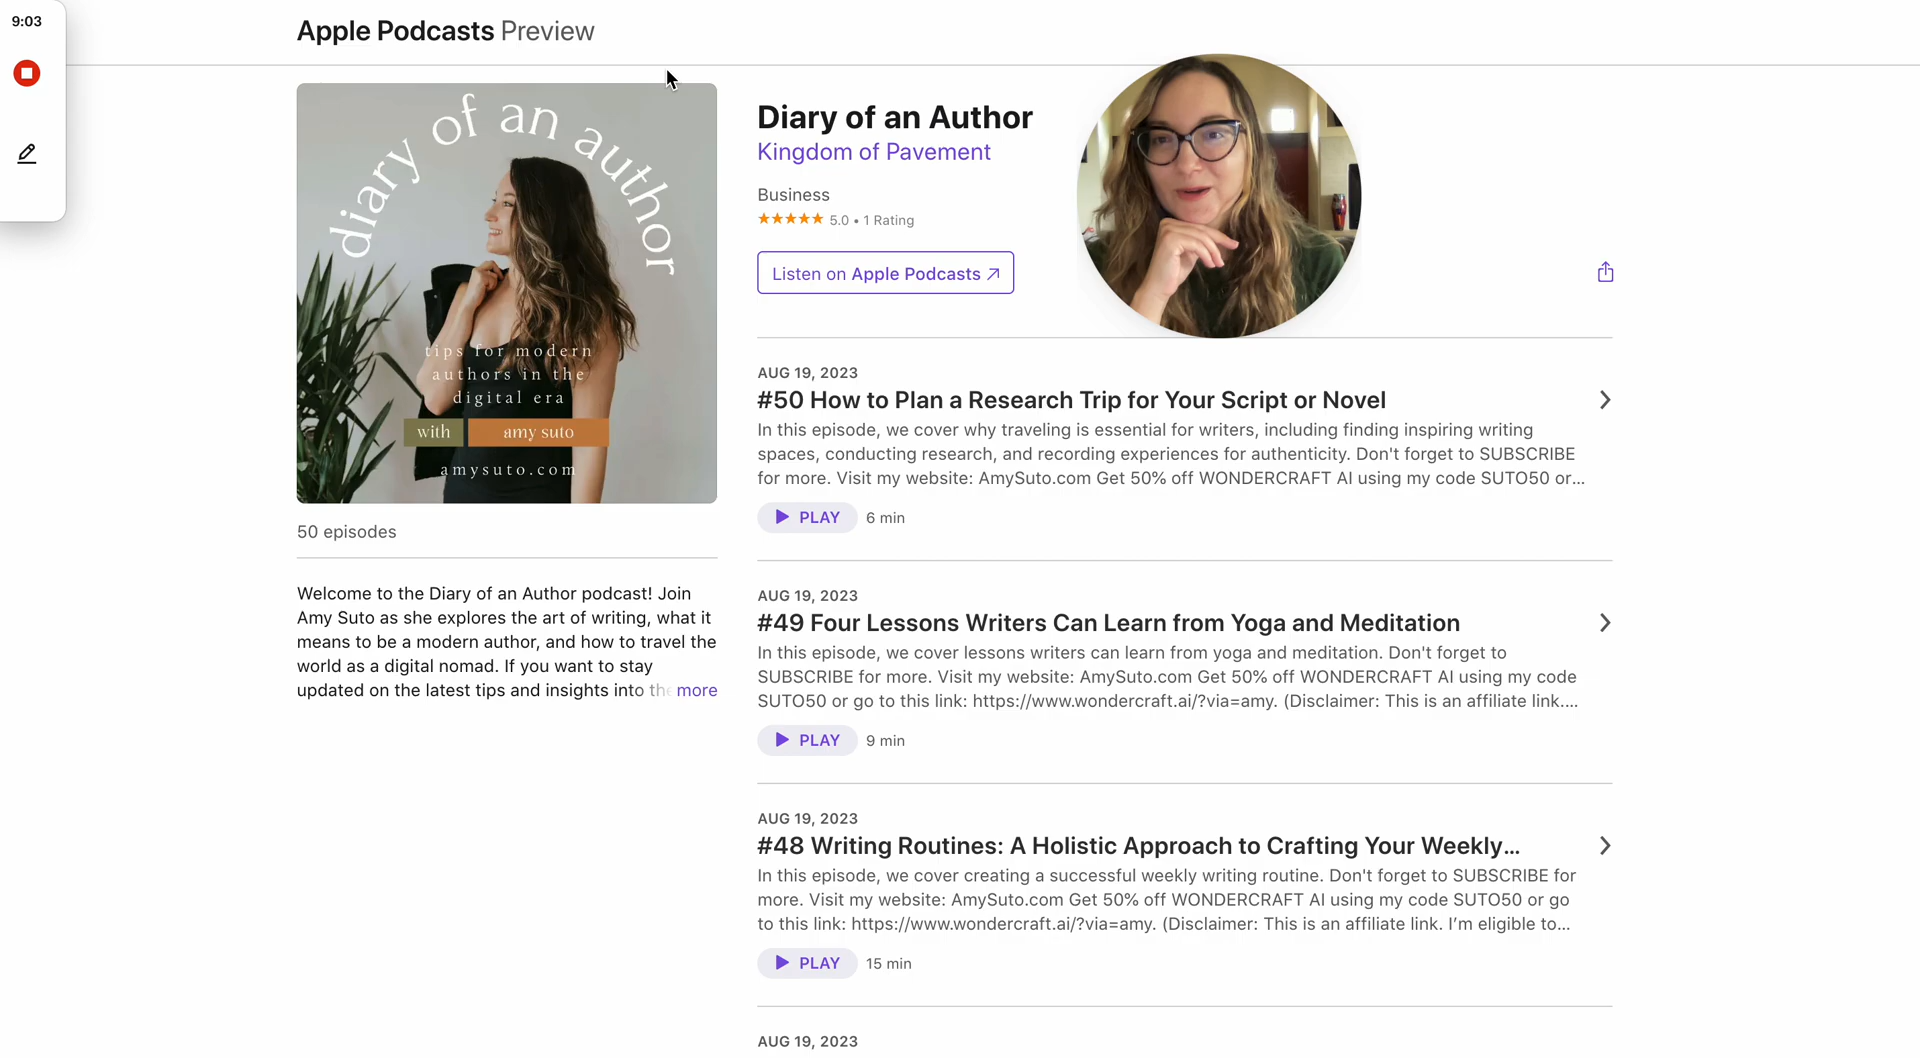 9:03
Apple Podcasts Preview
diary of an author
tips for modern
authors in the
digital era
with amy suto
amysuto.com
50 episodes
Welcome to the Diary of an Author podcast! Join
Amy Suto as she explores the art of writing, what it
means to be a modern author, and how to travel the
world as a digital nomad. If you want to stay
updated on the latest tips and insights into the more
Diary of an Author
Kingdom of Pavement
Business
★★★★★ 5.0 • 1 Rating
Listen on Apple Podcasts ↗
AUG 19, 2023
#50 How to Plan a Research Trip for Your Script or Novel
In this episode, we cover why traveling is essential for writers, including finding inspiring writing
spaces, conducting research, and recording experiences for authenticity. Don't forget to SUBSCRIBE
for more. Visit my website: AmySuto.com Get 50% off WONDERCRAFT AI using my code SUTO50 or...
PLAY 6 min
AUG 19, 2023
#49 Four Lessons Writers Can Learn from Yoga and Meditation
In this episode, we cover lessons writers can learn from yoga and meditation. Don't forget to
SUBSCRIBE for more. Visit my website: AmySuto.com Get 50% off WONDERCRAFT AI using my code
SUTO50 or go to this link: https://www.wondercraft.ai/?via=amy. (Disclaimer: This is an affiliate link....
PLAY 9 min
AUG 19, 2023
#48 Writing Routines: A Holistic Approach to Crafting Your Weekly...
In this episode, we cover creating a successful weekly writing routine. Don't forget to SUBSCRIBE for
more. Visit my website: AmySuto.com Get 50% off WONDERCRAFT AI using my code SUTO50 or go
to this link: https://www.wondercraft.ai/?via=amy. (Disclaimer: This is an affiliate link. I'm eligible to...
PLAY 15 min
AUG 19, 2023